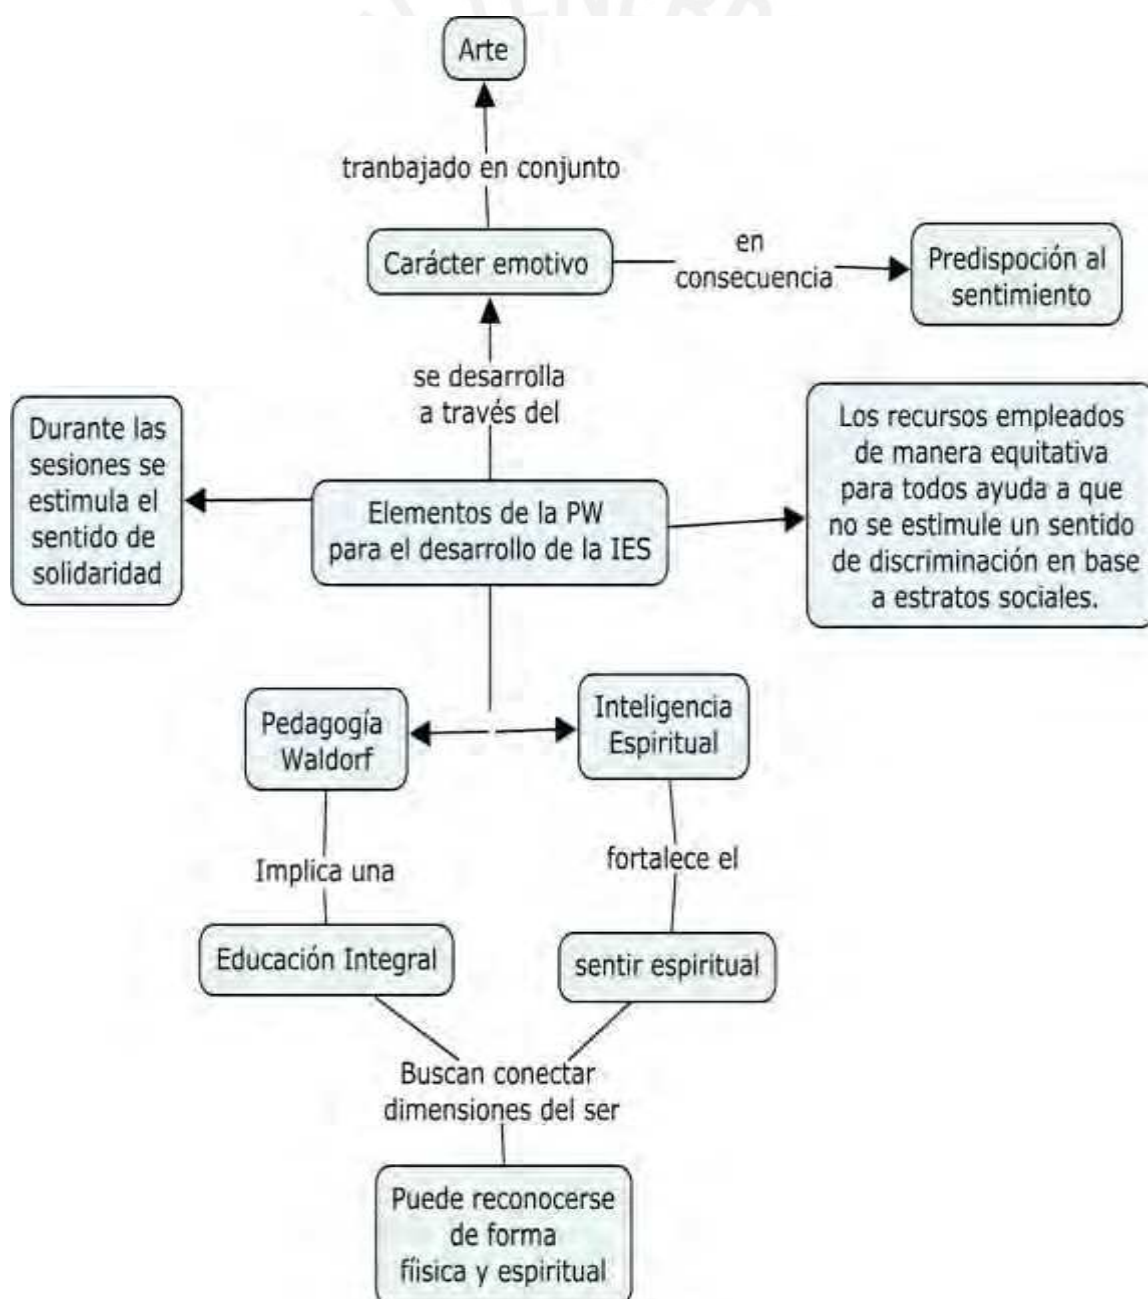 Arte
tranbajado en conjunto
Carácter emotivo
en
consecuencia
Predispoción al
sentimiento
se desarrolla
a través del
Durante las
sesiones se
estimula el
sentido de
solidaridad
Elementos de la PW
para el desarrollo de la IES
Los recursos empleados
de manera equitativa
para todos ayuda a que
no se estimule un sentido
de discriminación en base
a estratos sociales.
Pedagogía
Waldorf
Inteligencia
Espiritual
Implica una
fortalece el
Educación Integral
sentir espiritual
Buscan conectar
dimensiones del ser
Puede reconocerse
de forma
fíisica y espiritual